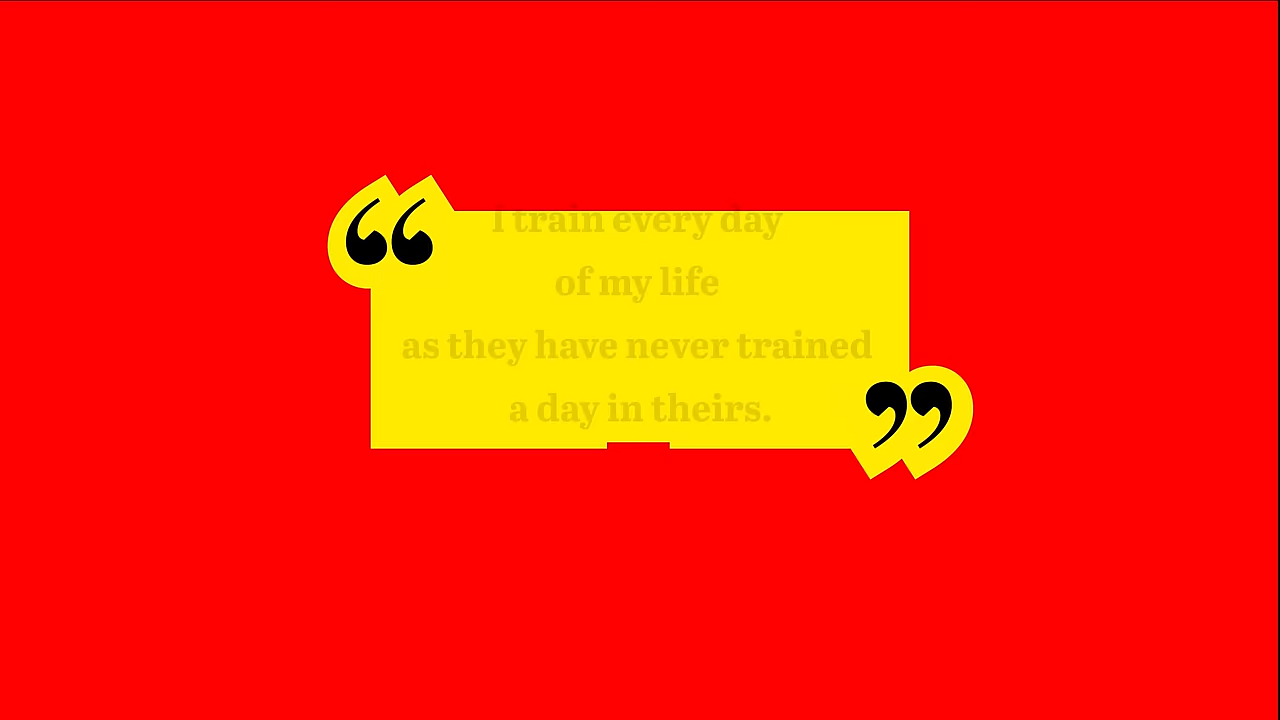 “
I train every day
of my life
as they have never trained
a day in theirs.
”